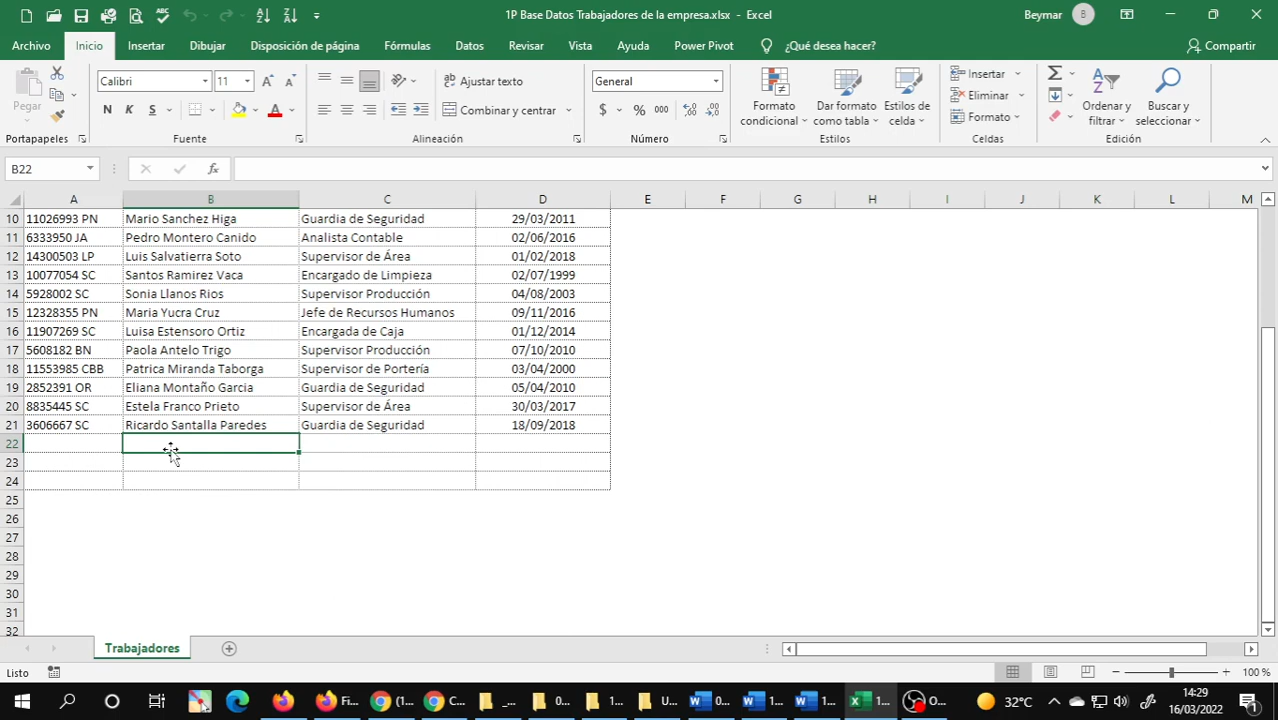 1P Base Datos Trabajadores de la empresa.xlsx - Excel
Beymar B
Archivo Inicio Insertar Dibujar Disposición de página Fórmulas Datos Revisar Vista Ayuda Power Pivot ¿Qué desea hacer? Compartir
Pegar
Calibri 11
N K S
Ajustar texto
Combinar y centrar
General
$ % 000
Formato condicional
Dar formato como tabla
Estilos de celda
Insertar
Eliminar
Formato
Ordenar y filtrar
Buscar y seleccionar
Portapapeles Fuente Alineación Número Estilos Celdas Edición
B22 fx
A B C D E F G H I J K L M
10 11026993 PN Mario Sanchez Higa Guardia de Seguridad 29/03/2011
11 6333950 JA Pedro Montero Canido Analista Contable 02/06/2016
12 14300503 LP Luis Salvatierra Soto Supervisor de Área 01/02/2018
13 10077054 SC Santos Ramirez Vaca Encargado de Limpieza 02/07/1999
14 5928002 SC Sonia Llanos Rios Supervisor Producción 04/08/2003
15 12328355 PN Maria Yucra Cruz Jefe de Recursos Humanos 09/11/2016
16 11907269 SC Luisa Estensoro Ortiz Encargada de Caja 01/12/2014
17 5608182 BN Paola Antelo Trigo Supervisor Producción 07/10/2010
18 11553985 CBB Patrica Miranda Taborga Supervisor de Portería 03/04/2000
19 2852391 OR Eliana Montaño Garcia Guardia de Seguridad 05/04/2010
20 8835445 SC Estela Franco Prieto Supervisor de Área 30/03/2017
21 3606667 SC Ricardo Santalla Paredes Guardia de Seguridad 18/09/2018
22
23
24
25
26
27
28
29
30
31
32
Trabajadores
Listo 100 %
Fi... (1... C... _... 0... 1... U... 0... 1... 1... 1... O... 32°C 14:29
16/03/2022 1